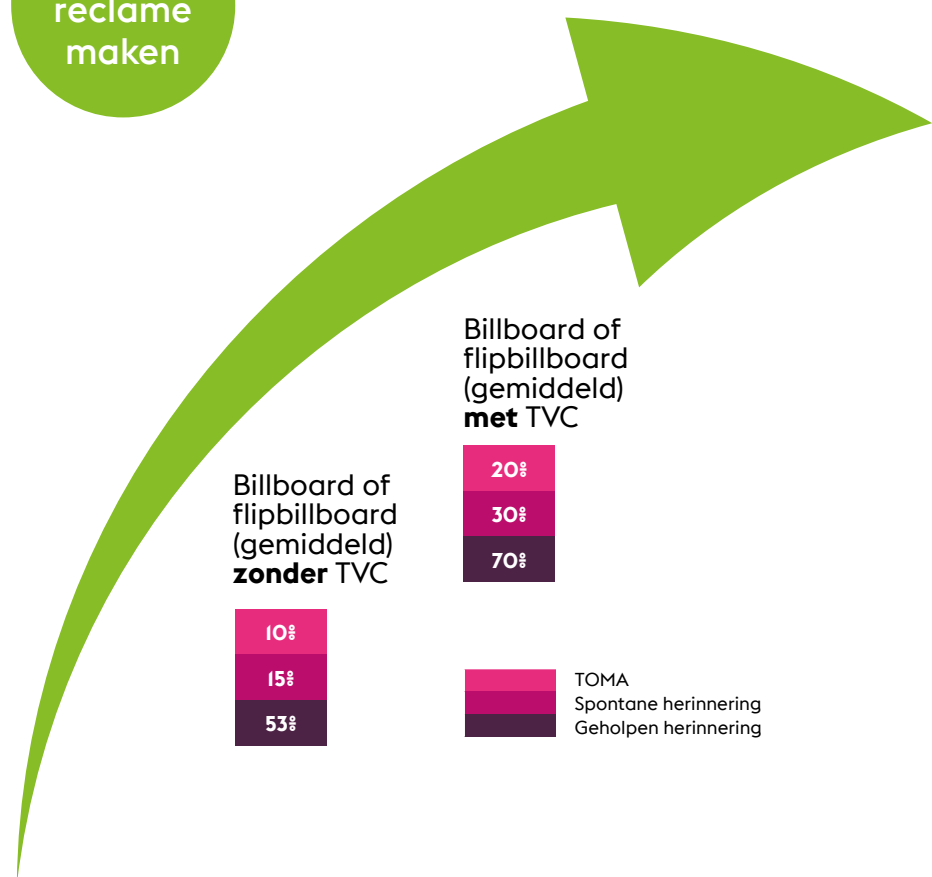 reclame
maken
Billboard of
flipbillboard
(gemiddeld)
met TVC
20%
30%
70%
Billboard of
flipbillboard
(gemiddeld)
zonder TVC
10%
15%
53%
TOMA
Spontane herinnering
Geholpen herinnering